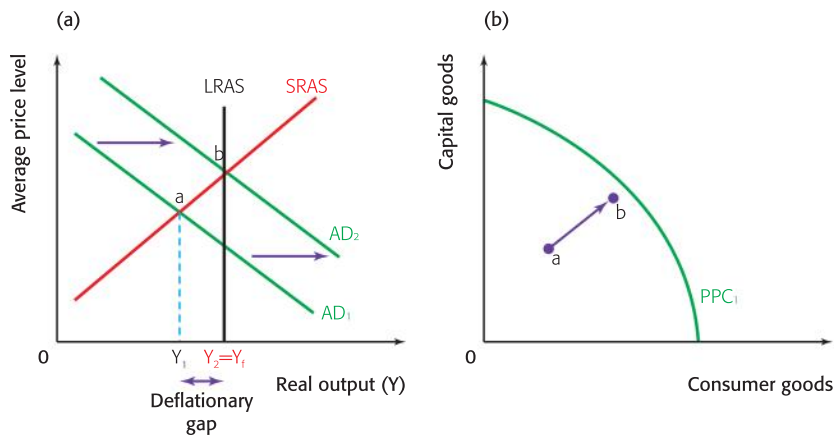 (a)
Average price level
LRAS
SRAS
b
a
AD₂
AD₁
0
Y₁
Y₂=Yf
Real output (Y)
Deflationary
gap
(b)
Capital goods
b
a
PPC₁
0
Consumer goods